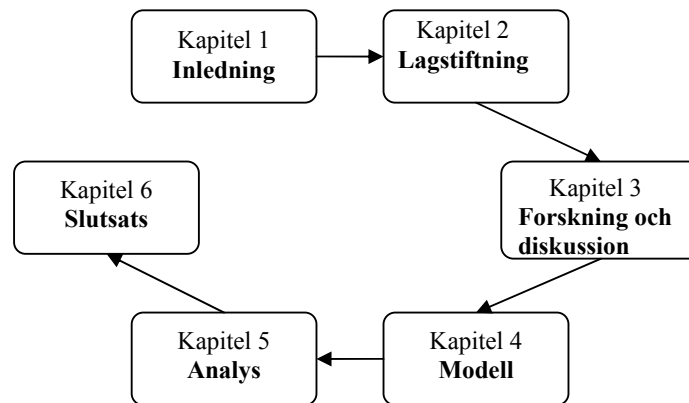 Kapitel 1
Inledning
Kapitel 2
Lagstiftning
Kapitel 3
Forskning och
diskussion
Kapitel 4
Modell
Kapitel 5
Analys
Kapitel 6
Slutsats